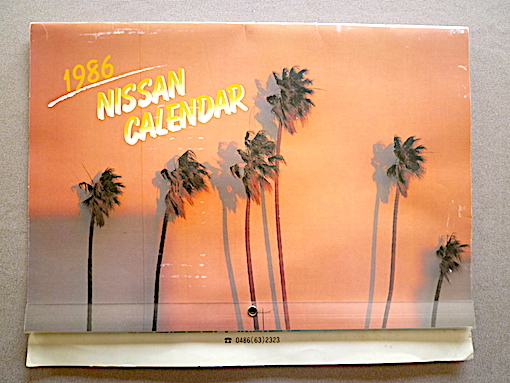 1986
NISSAN
CALENDAR
☎ 0486(63)2323